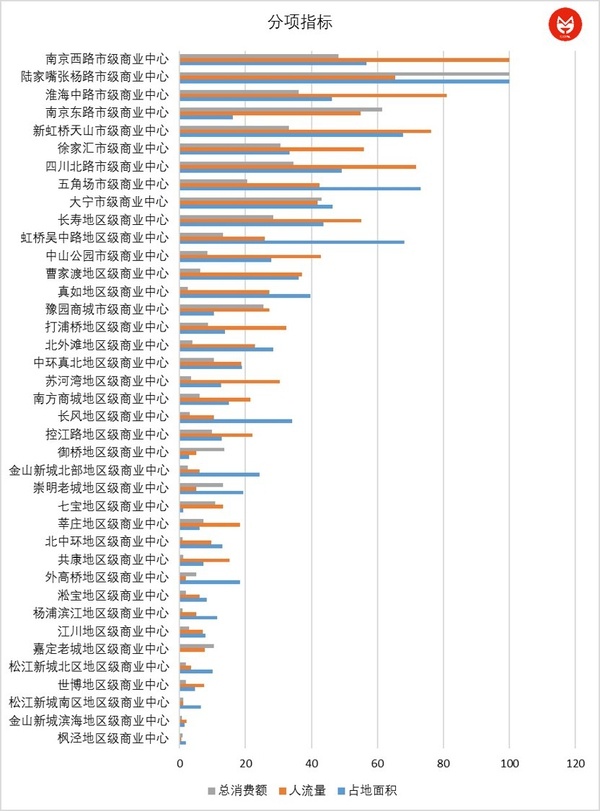 分项指标
南京西路市级商业中心
陆家嘴张杨路市级商业中心
淮海中路市级商业中心
南京东路市级商业中心
新虹桥天山市级商业中心
徐家汇市级商业中心
四川北路市级商业中心
五角场市级商业中心
大宁市级商业中心
长寿地区级商业中心
虹桥吴中路地区级商业中心
中山公园市级商业中心
曹家渡地区级商业中心
真如地区级商业中心
豫园商城市级商业中心
打浦桥地区级商业中心
北外滩地区级商业中心
中环真北地区级商业中心
苏河湾地区级商业中心
南方商城地区级商业中心
长风地区级商业中心
控江路地区级商业中心
御桥地区级商业中心
金山新城北部地区级商业中心
崇明老城地区级商业中心
七宝地区级商业中心
莘庄地区级商业中心
北中环地区级商业中心
共康地区级商业中心
外高桥地区级商业中心
淞宝地区级商业中心
杨浦滨江地区级商业中心
江川地区级商业中心
嘉定老城地区级商业中心
松江新城北区地区级商业中心
世博地区级商业中心
松江新城南区地区级商业中心
金山新城滨海地区级商业中心
枫泾地区级商业中心
0 20 40 60 80 100 120
总消费额 人流量 占地面积